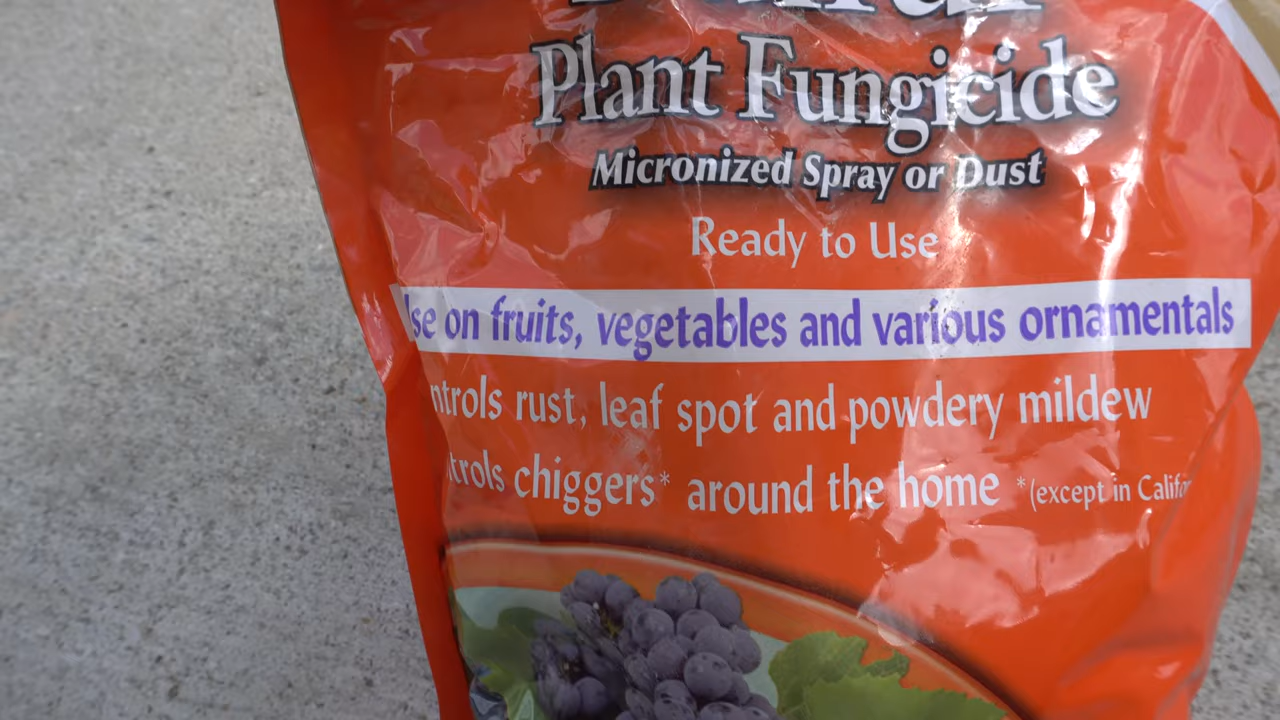 Plant Fungicide
Micronized Spray or Dust
Ready to Use
se on fruits, vegetables and various ornamentals
ntrols rust, leaf spot and powdery mildew
trols chiggers* around the home *(except in Califor